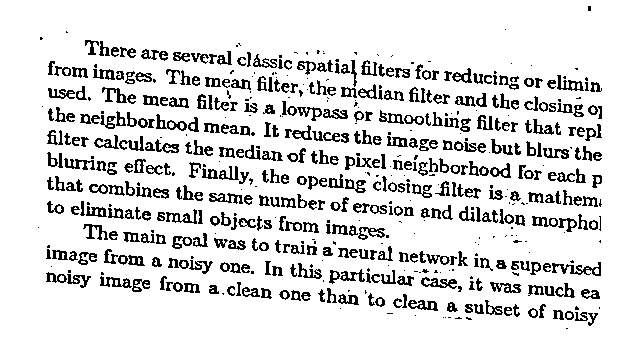 There are several classic spatial filters for reducing or elimin
from images. The mean filter, the median filter and the closing op
used. The mean filter is a lowpass or smoothing filter that repl
the neighborhood mean. It reduces the image noise but blurs the
filter calculates the median of the pixel neighborhood for each p
blurring effect. Finally, the opening closing filter is a mathem
that combines the same number of erosion and dilation morphol
to eliminate small objects from images.
The main goal was to train a neural network in a supervised
image from a noisy one. In this particular case, it was much ea
noisy image from a clean one than to clean a subset of noisy